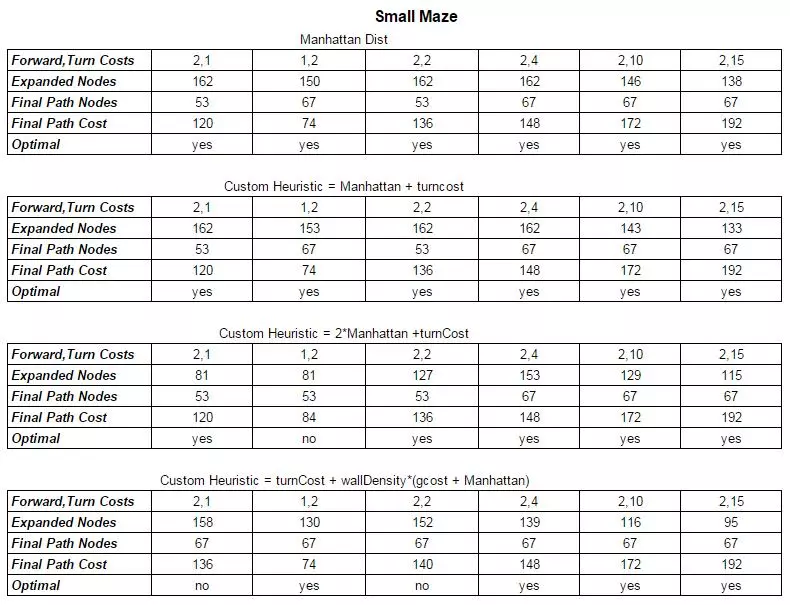 Small Maze
Manhattan Dist
Forward,Turn Costs 2,1 1,2 2,2 2,4 2,10 2,15
Expanded Nodes 162 150 162 162 146 138
Final Path Nodes 53 67 53 67 67 67
Final Path Cost 120 74 136 148 172 192
Optimal yes yes yes yes yes yes
Custom Heuristic = Manhattan + turncost
Forward,Turn Costs 2,1 1,2 2,2 2,4 2,10 2,15
Expanded Nodes 162 153 162 162 143 133
Final Path Nodes 53 67 53 67 67 67
Final Path Cost 120 74 136 148 172 192
Optimal yes yes yes yes yes yes
Custom Heuristic = 2*Manhattan +turnCost
Forward,Turn Costs 2,1 1,2 2,2 2,4 2,10 2,15
Expanded Nodes 81 81 127 153 129 115
Final Path Nodes 53 53 53 67 67 67
Final Path Cost 120 84 136 148 172 192
Optimal yes no yes yes yes yes
Custom Heuristic = turnCost + wallDensity*(gcost + Manhattan)
Forward,Turn Costs 2,1 1,2 2,2 2,4 2,10 2,15
Expanded Nodes 158 130 152 139 116 95
Final Path Nodes 67 67 67 67 67 67
Final Path Cost 136 74 140 148 172 192
Optimal no yes no yes yes yes